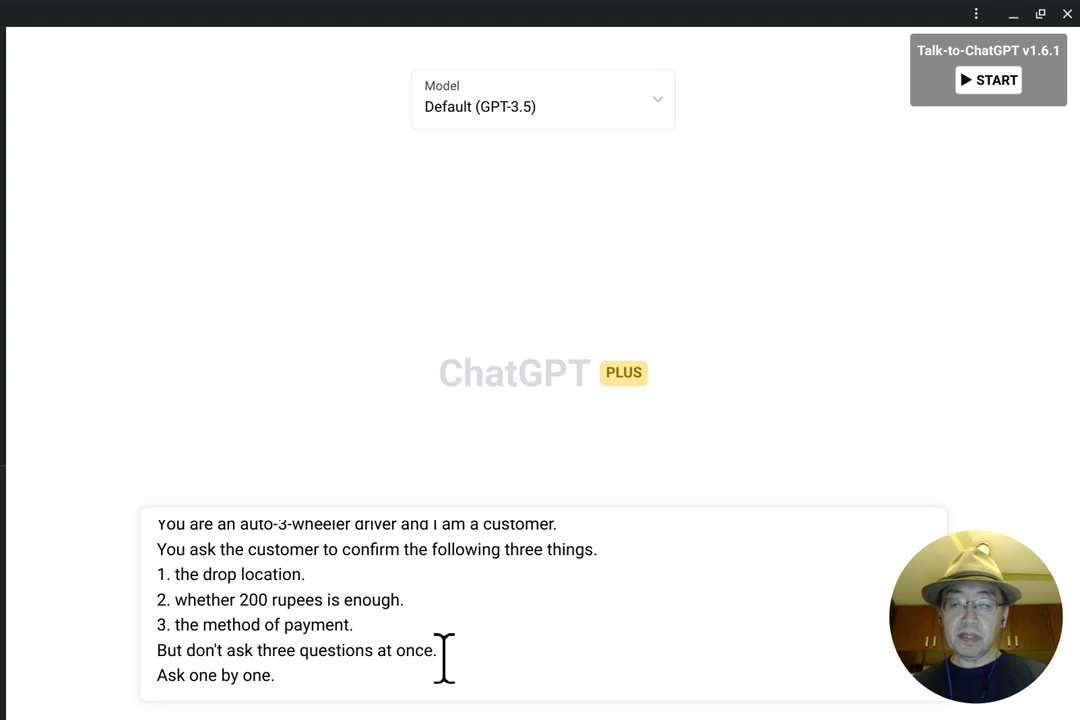 Talk-to-ChatGPT v1.6.1
START
Model
Default (GPT-3.5)
ChatGPT PLUS
You are an auto-3-wheeler driver and I am a customer.
You ask the customer to confirm the following three things.
1. the drop location.
2. whether 200 rupees is enough.
3. the method of payment.
But don't ask three questions at once.
Ask one by one.